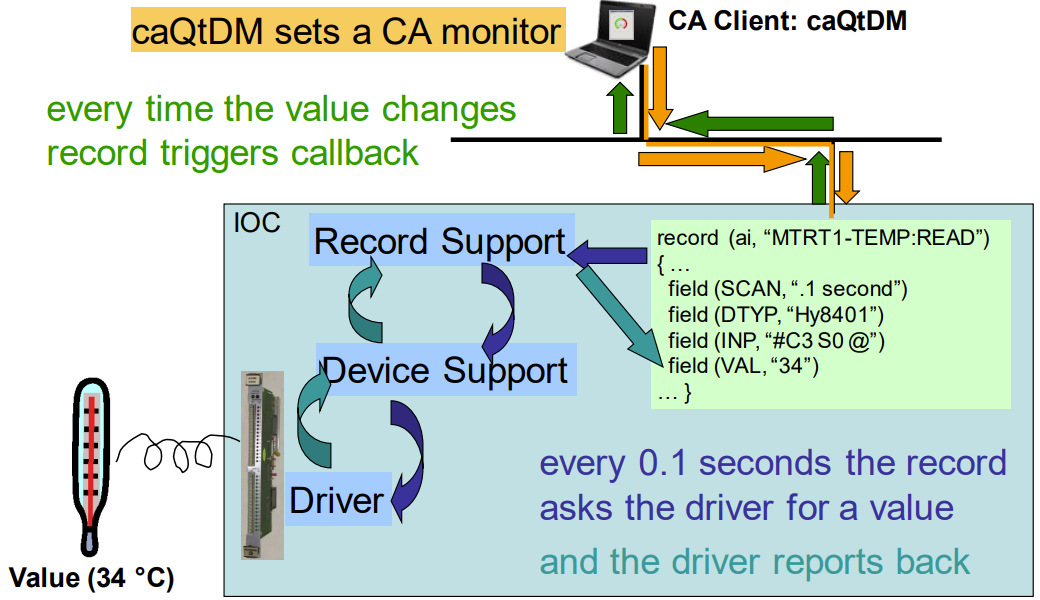 caQtDM sets a CA monitor
CA Client: caQtDM
every time the value changes
record triggers callback
IOC
Record Support
Device Support
Driver
record (ai, “MTRT1-TEMP:READ”)
{ …
field (SCAN, “.1 second”)
field (DTYP, “Hy8401”)
field (INP, “#C3 S0 @”)
field (VAL, “34”)
… }
every 0.1 seconds the record
asks the driver for a value
and the driver reports back
Value (34 °C)